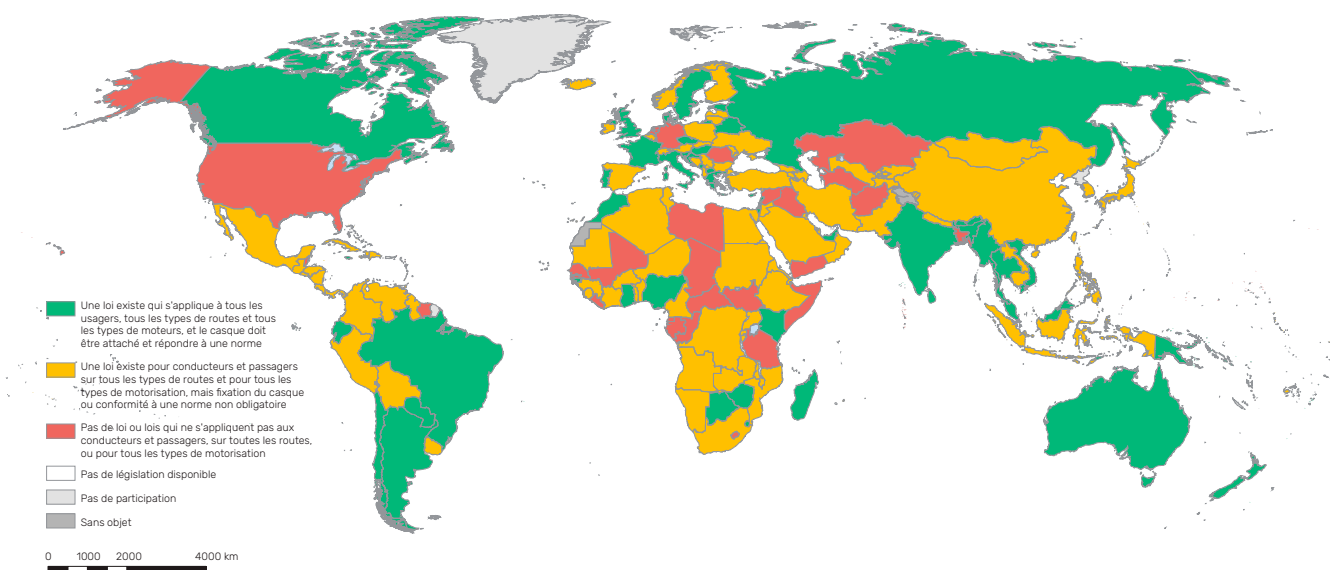 Une loi existe qui s'applique à tous les
usagers, tous les types de routes et tous
les types de moteurs, et le casque doit
être attaché et répondre à une norme
Une loi existe pour conducteurs et passagers
sur tous les types de routes et pour tous les
types de motorisation, mais fixation du casque
ou conformité à une norme non obligatoire
Pas de loi ou lois qui ne s'appliquent pas aux
conducteurs et passagers, sur toutes les routes,
ou pour tous les types de motorisation
Pas de législation disponible
Pas de participation
Sans objet
0 1000 2000 4000 km